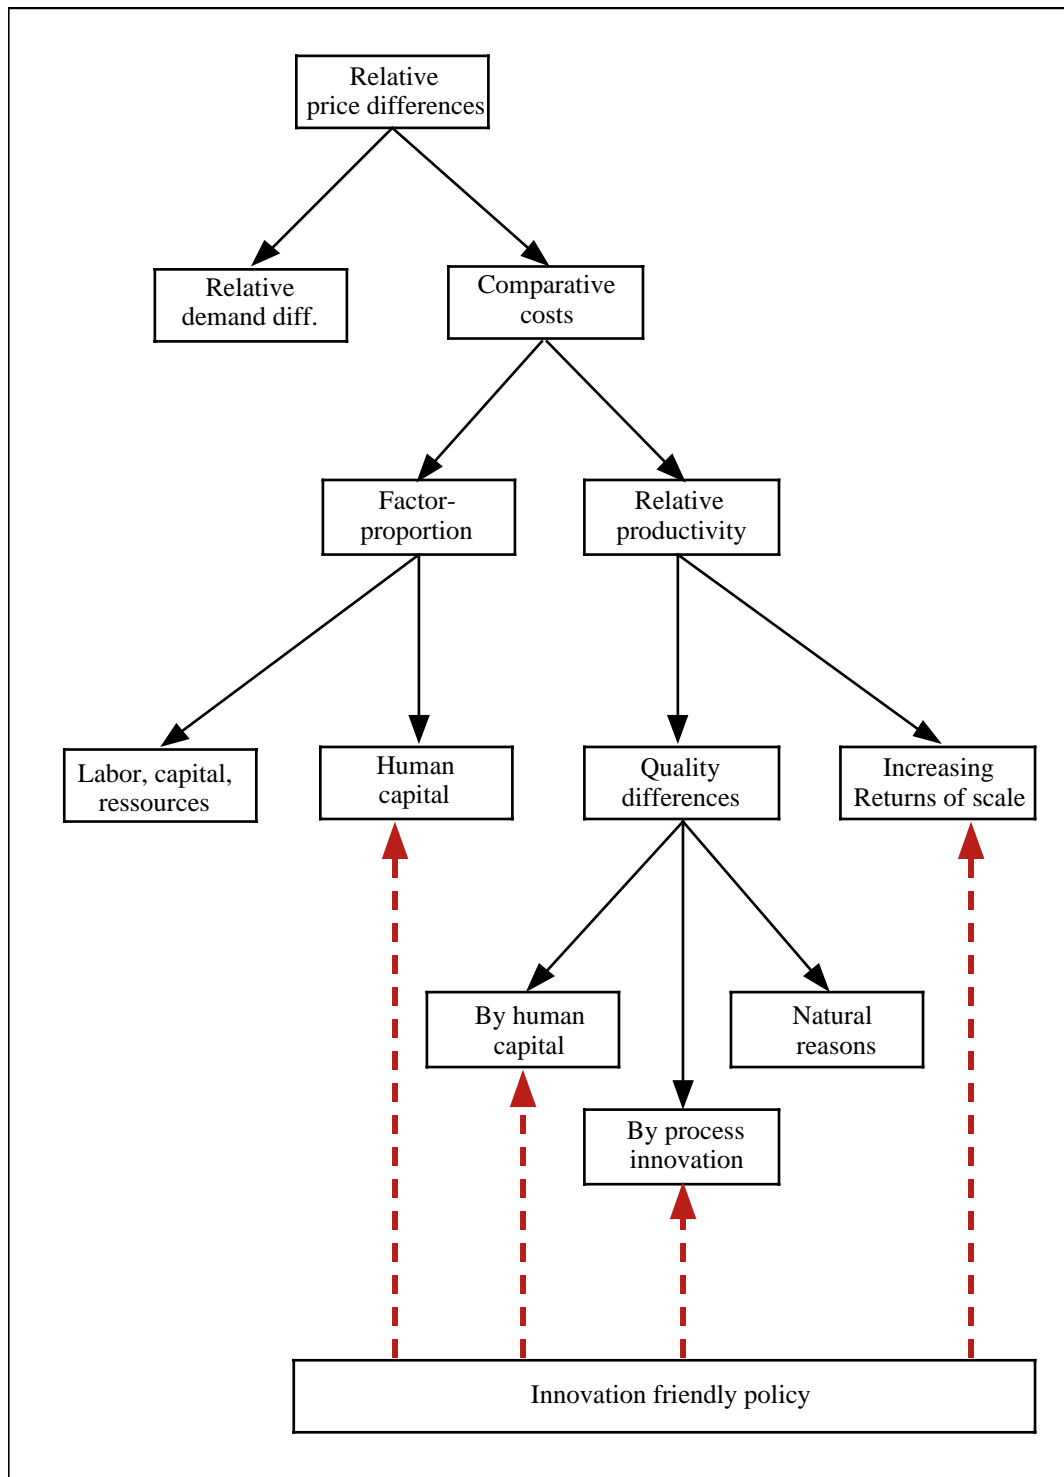 Relative
price differences
Relative
demand diff.
Comparative
costs
Factor-
proportion
Relative
productivity
Labor, capital,
ressources
Human
capital
Quality
differences
Increasing
Returns of scale
By human
capital
Natural
reasons
By process
innovation
Innovation friendly policy